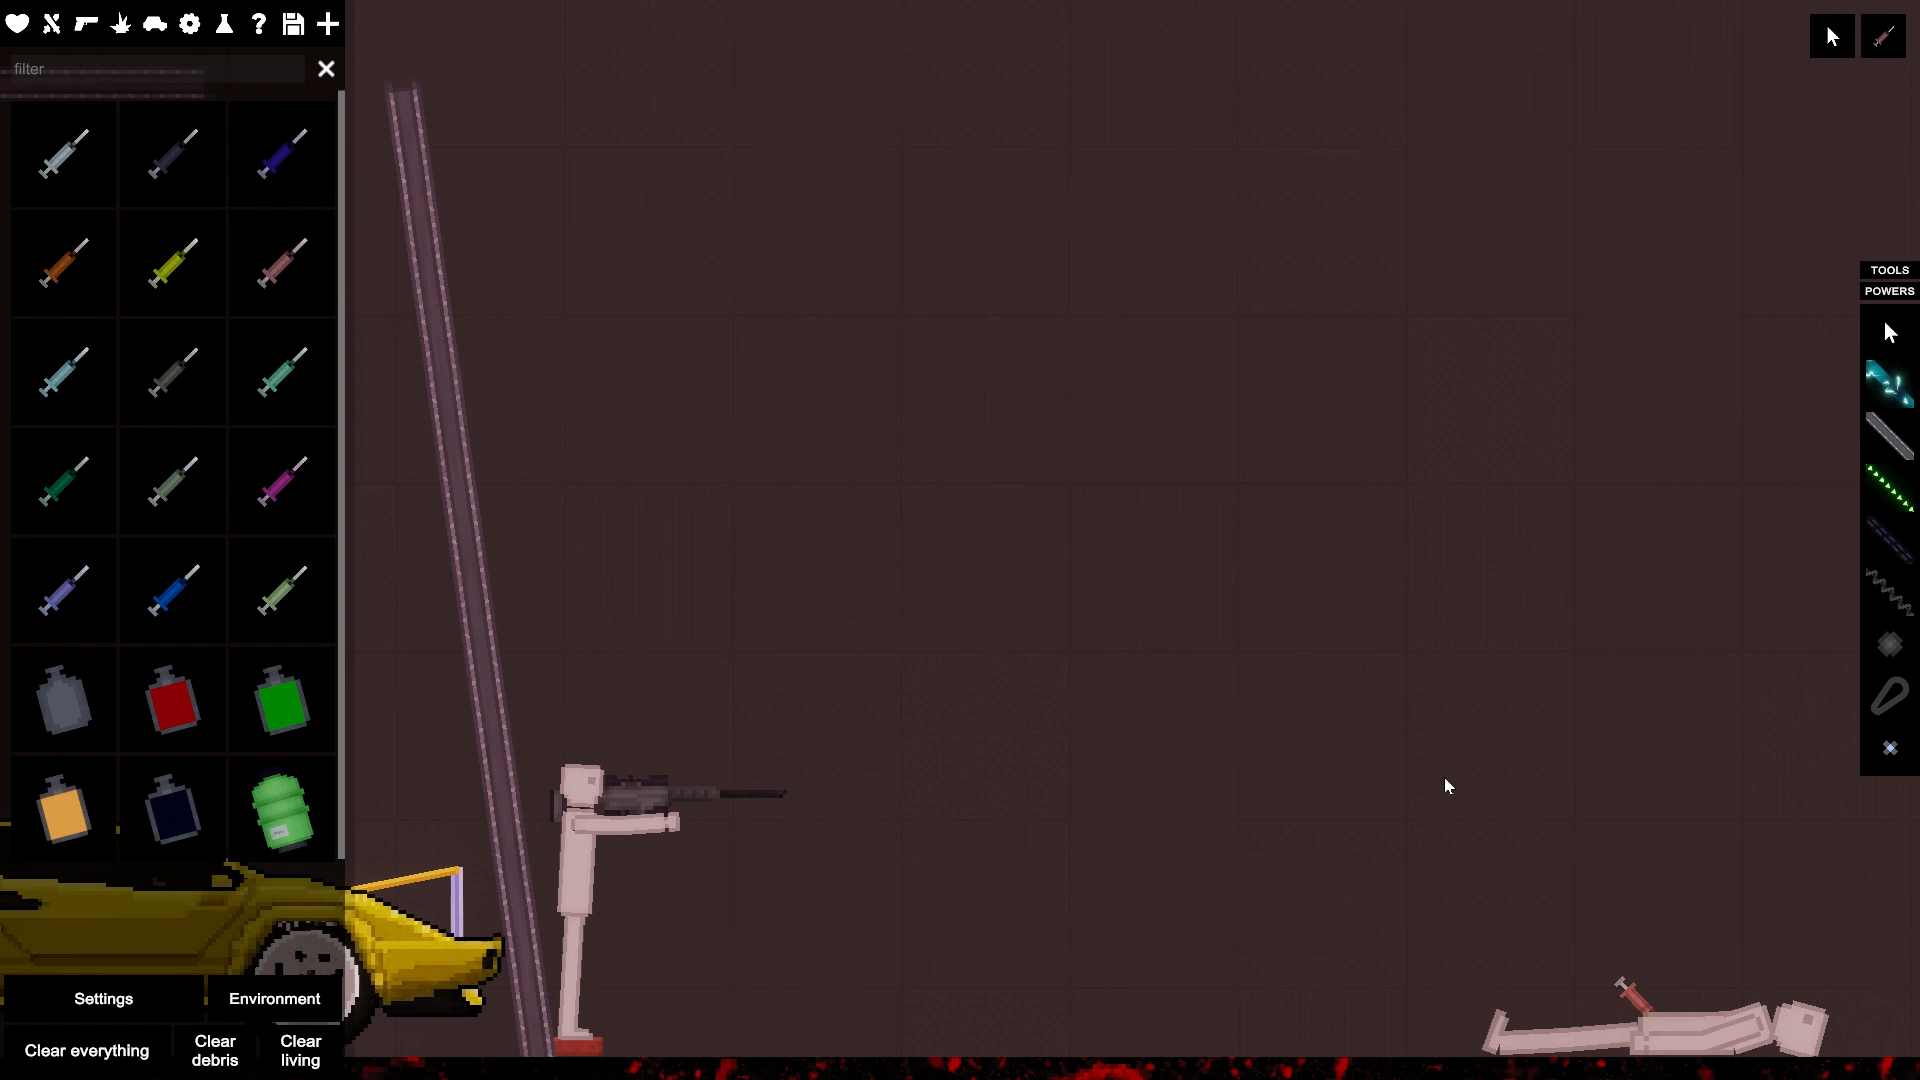 filter
TOOLS
POWERS
Settings
Environment
Clear everything
Clear
debris
Clear
living